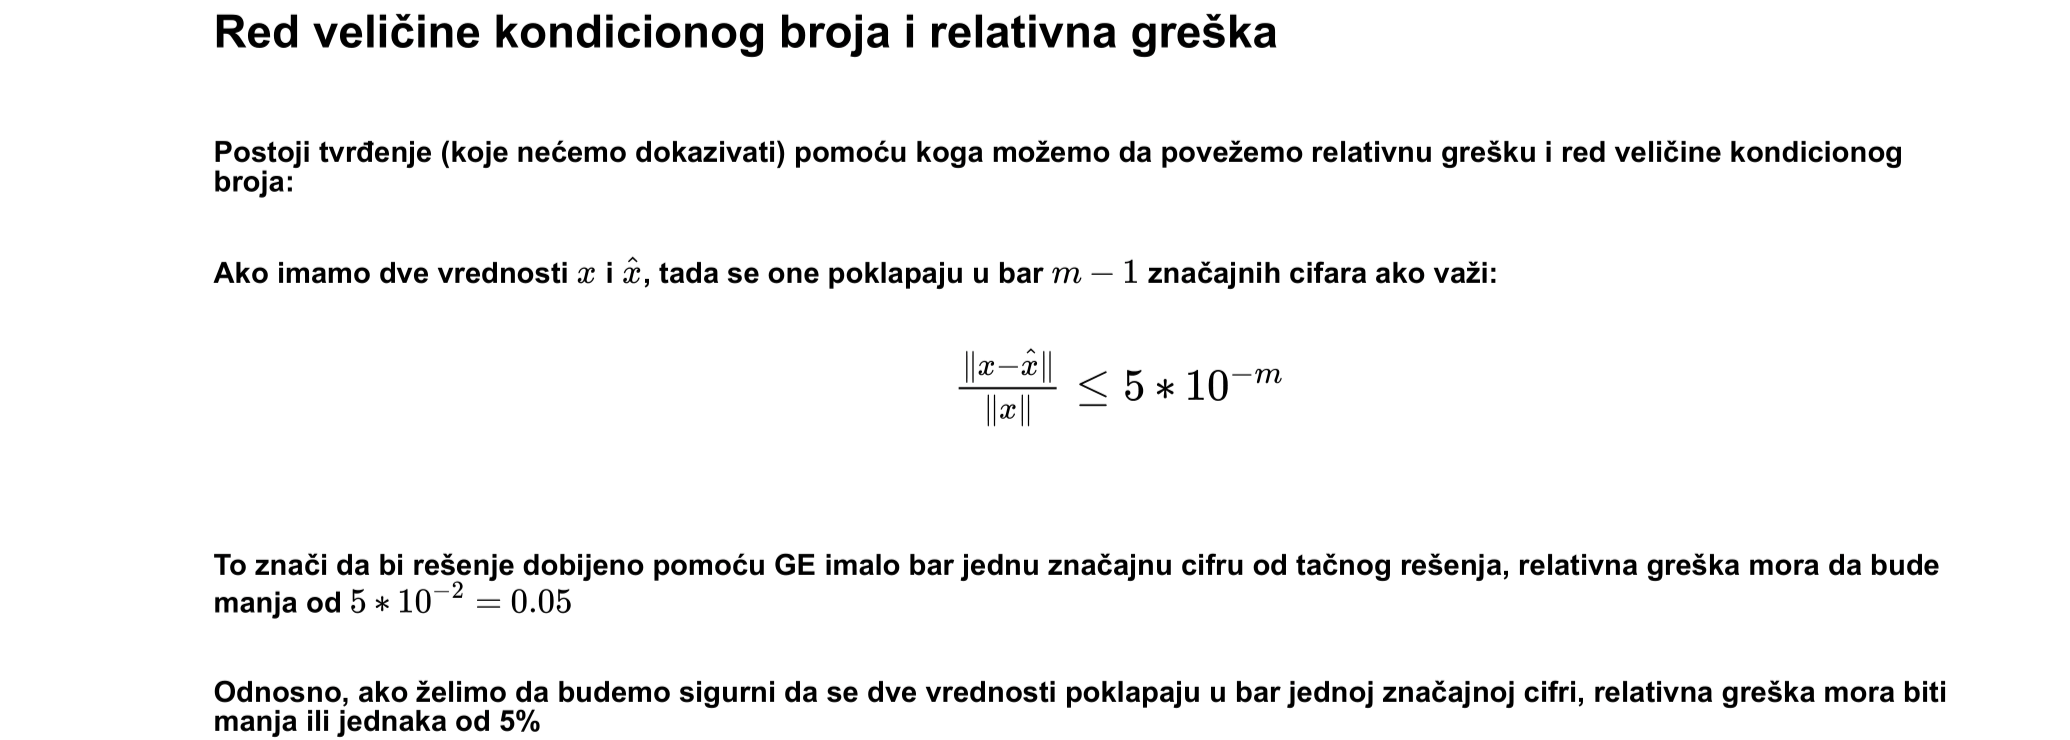 Red veličine kondicionog broja i relativna greška
Postoji tvrđenje (koje nećemo dokazivati) pomoću koga možemo da povežemo relativnu grešku i red veličine kondicionog
broja:
Ako imamo dve vrednosti x i x̂, tada se one poklapaju u bar m − 1 značajnih cifara ako važi:
‖x−x̂‖ / ‖x‖ ≤ 5 * 10⁻ᵐ
To znači da bi rešenje dobijeno pomoću GE imalo bar jednu značajnu cifru od tačnog rešenja, relativna greška mora da bude
manja od 5 * 10⁻² = 0.05
Odnosno, ako želimo da budemo sigurni da se dve vrednosti poklapaju u bar jednoj značajnoj cifri, relativna greška mora biti
manja ili jednaka od 5%